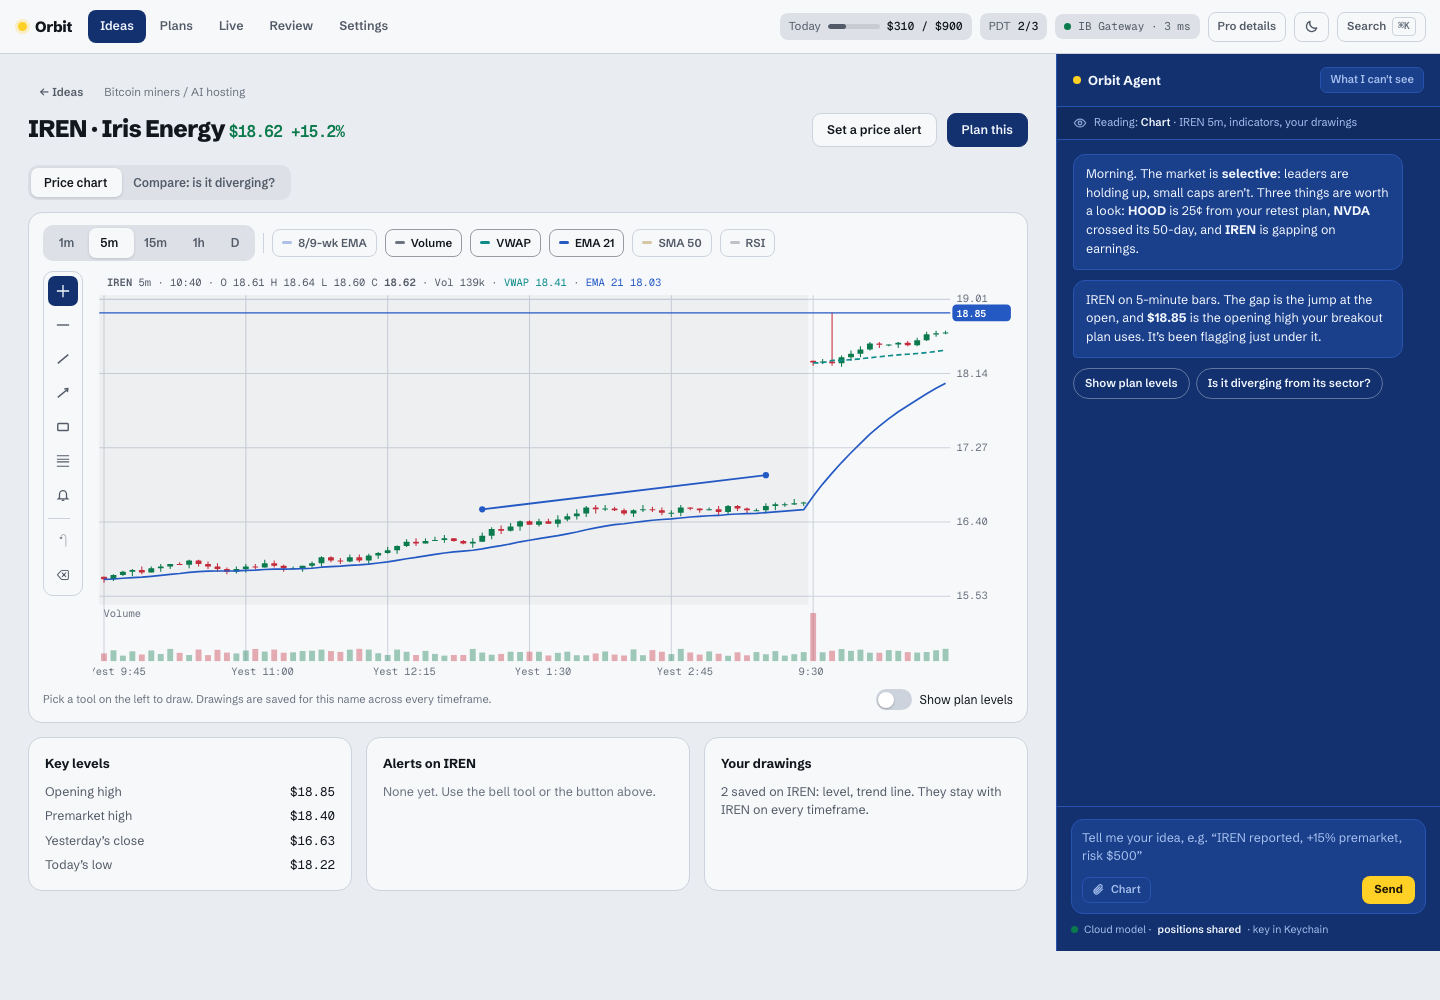 Orbit
Ideas
Plans
Live
Review
Settings
Today $310 / $900
PDT 2/3
IB Gateway · 3 ms
Pro details
Search ⌘K
← Ideas
Bitcoin miners / AI hosting
IREN · Iris Energy $18.62 +15.2%
Set a price alert
Plan this
Price chart
Compare: is it diverging?
1m
5m
15m
1h
D
8/9-wk EMA
Volume
VWAP
EMA 21
SMA 50
RSI
IREN 5m · 10:40 · O 18.61 H 18.64 L 18.60 C 18.62 · Vol 139k · VWAP 18.41 · EMA 21 18.03
19.01
18.85
18.14
17.27
16.40
15.53
Volume
Yest 9:45
Yest 11:00
Yest 12:15
Yest 1:30
Yest 2:45
9:30
Pick a tool on the left to draw. Drawings are saved for this name across every timeframe.
Show plan levels
Key levels
Opening high $18.85
Premarket high $18.40
Yesterday’s close $16.63
Today’s low $18.22
Alerts on IREN
None yet. Use the bell tool or the button above.
Your drawings
2 saved on IREN: level, trend line. They stay with
IREN on every timeframe.
Orbit Agent
What I can’t see
Reading: Chart · IREN 5m, indicators, your drawings
Morning. The market is selective: leaders are
holding up, small caps aren’t. Three things are worth
a look: HOOD is 25¢ from your retest plan, NVDA
crossed its 50-day, and IREN is gapping on
earnings.
IREN on 5-minute bars. The gap is the jump at the
open, and $18.85 is the opening high your breakout
plan uses. It’s been flagging just under it.
Show plan levels
Is it diverging from its sector?
Tell me your idea, e.g. “IREN reported, +15% premarket,
risk $500”
Chart
Send
Cloud model · positions shared · key in Keychain